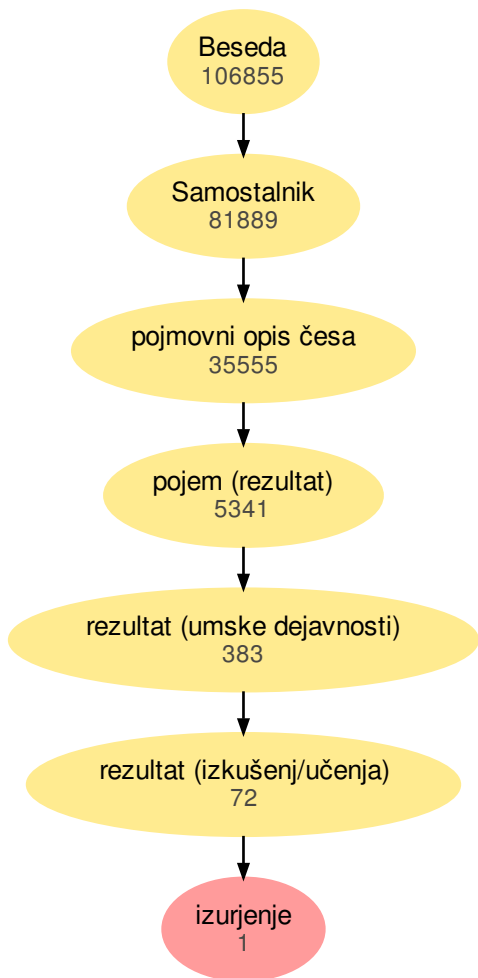 Beseda
106855
Samostalnik
81889
pojmovni opis česa
35555
pojem (rezultat)
5341
rezultat (umske dejavnosti)
383
rezultat (izkušenj/učenja)
72
izurjenje
1